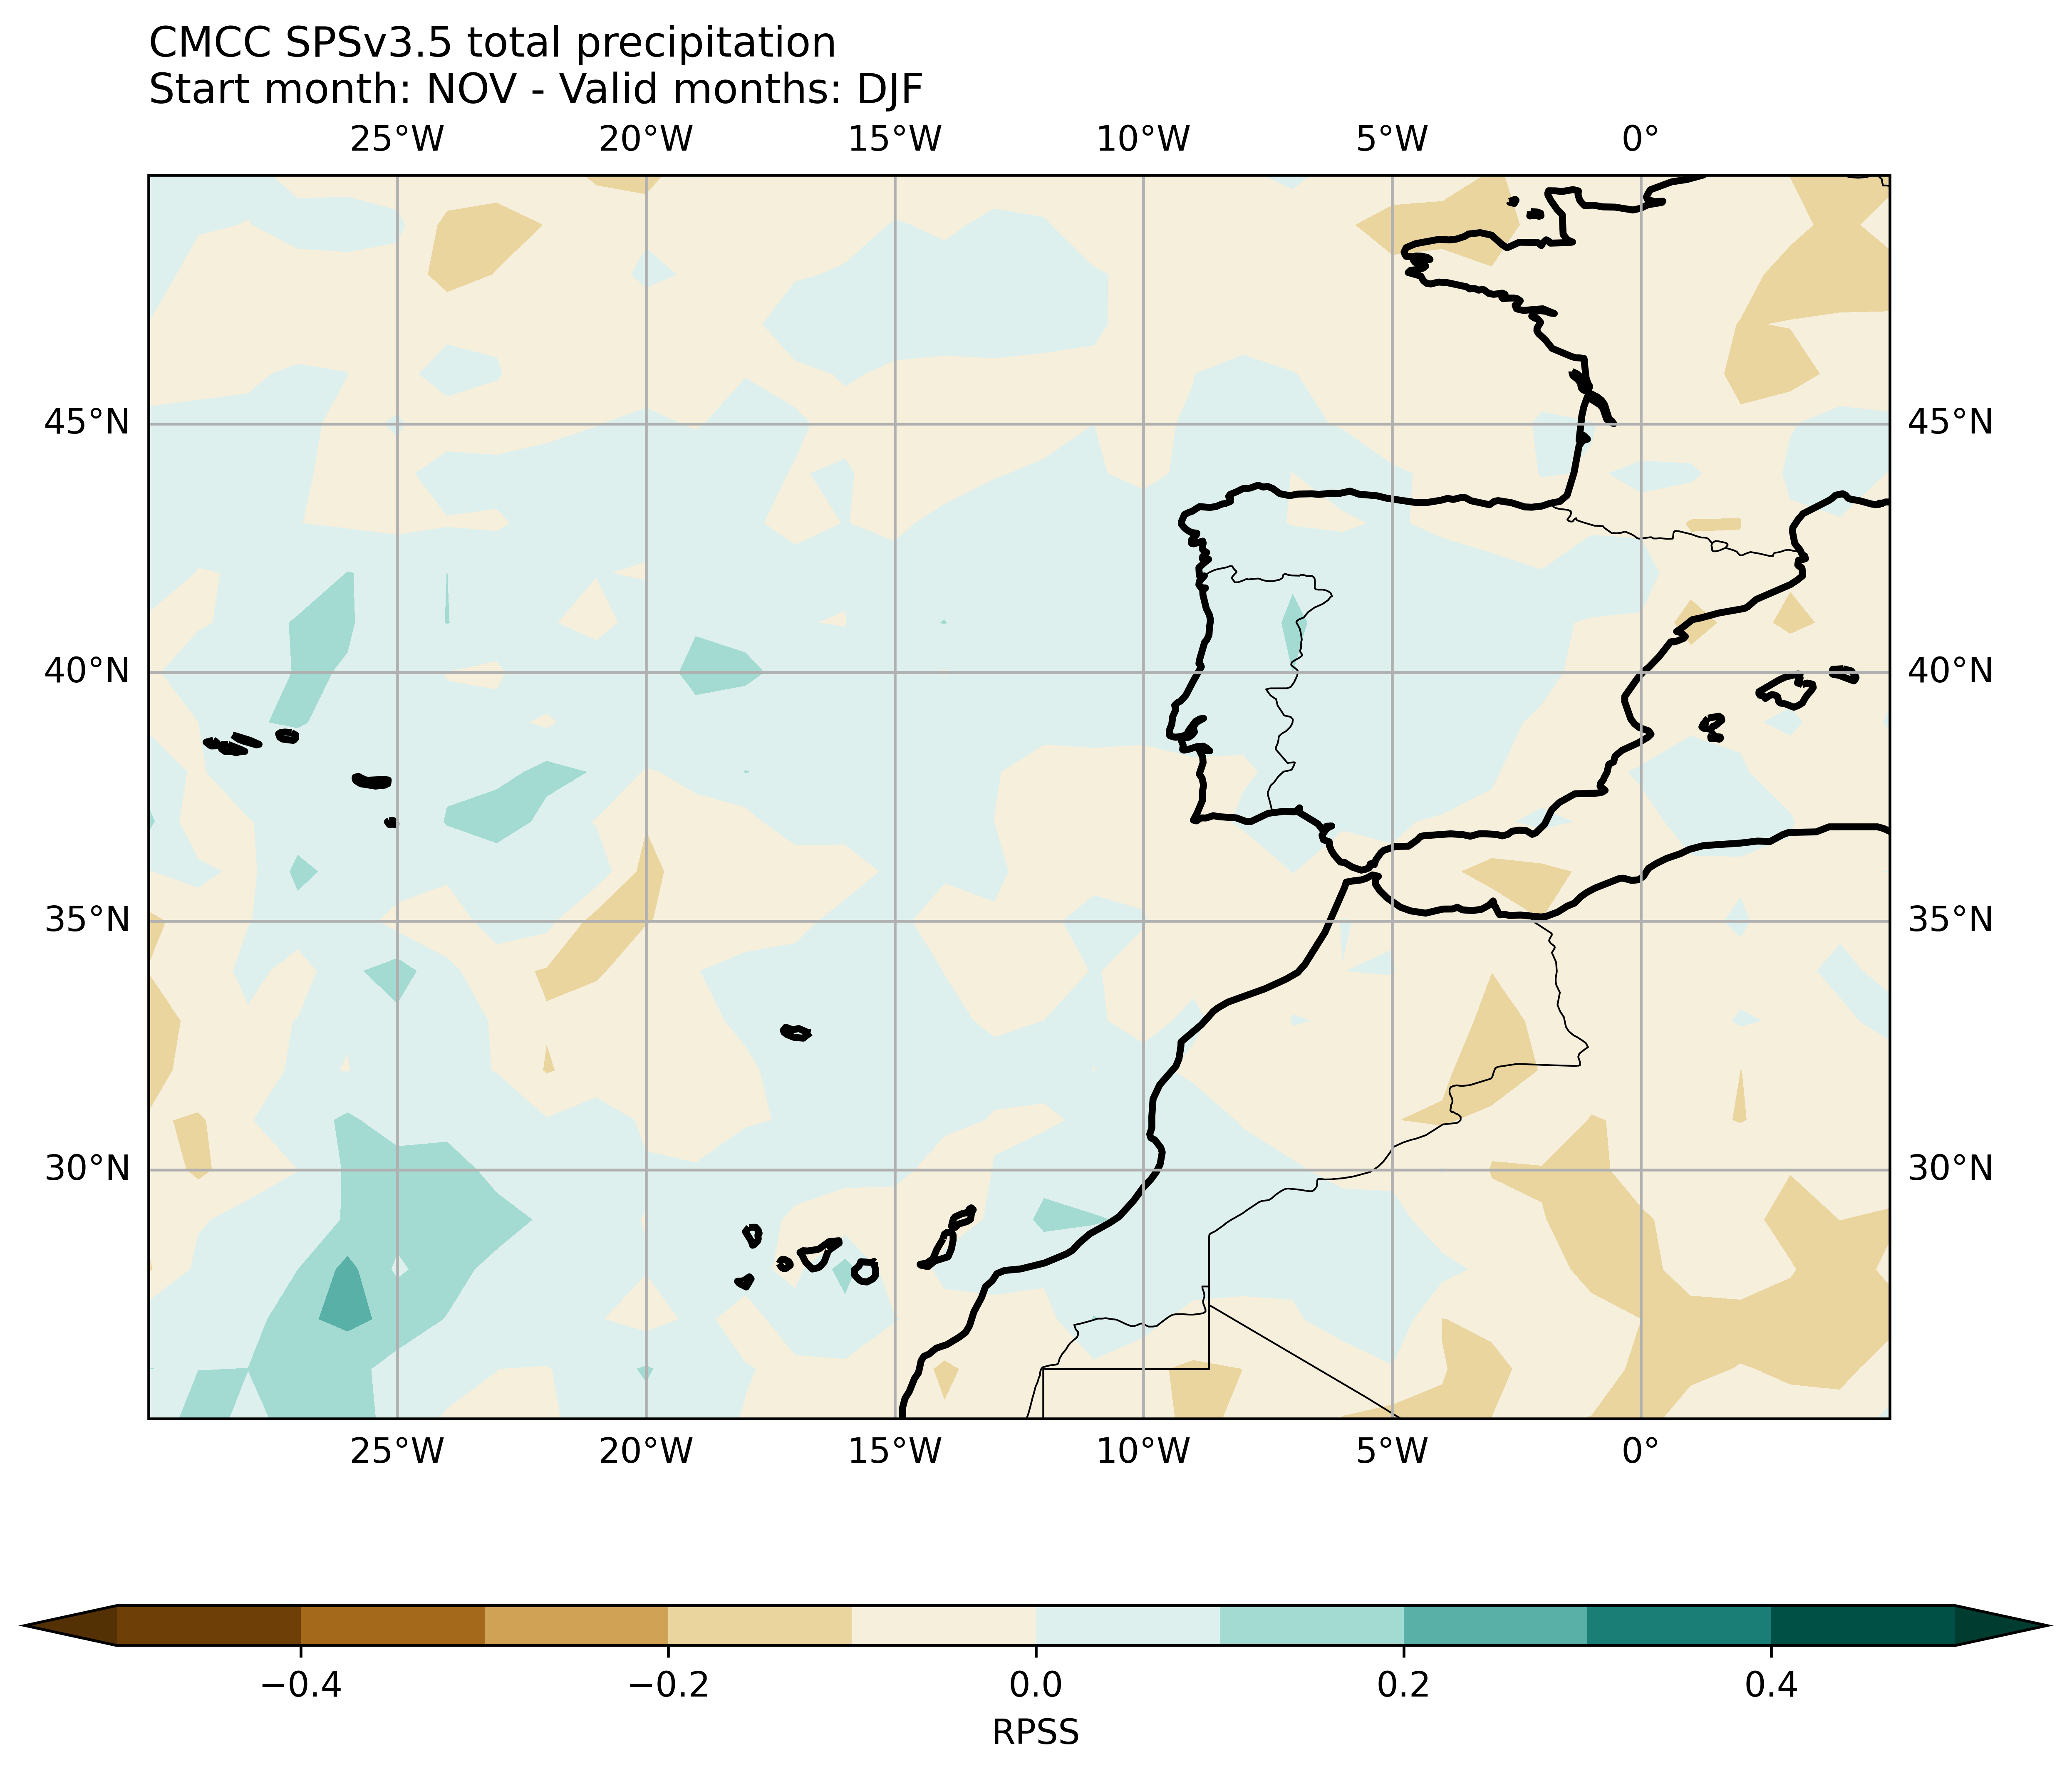 CMCC SPSv3.5 total precipitation
Start month: NOV - Valid months: DJF
25°W 20°W 15°W 10°W 5°W 0°
45°N 45°N
40°N 40°N
35°N 35°N
30°N 30°N
25°W 20°W 15°W 10°W 5°W 0°
−0.4 −0.2 0.0 0.2 0.4
RPSS